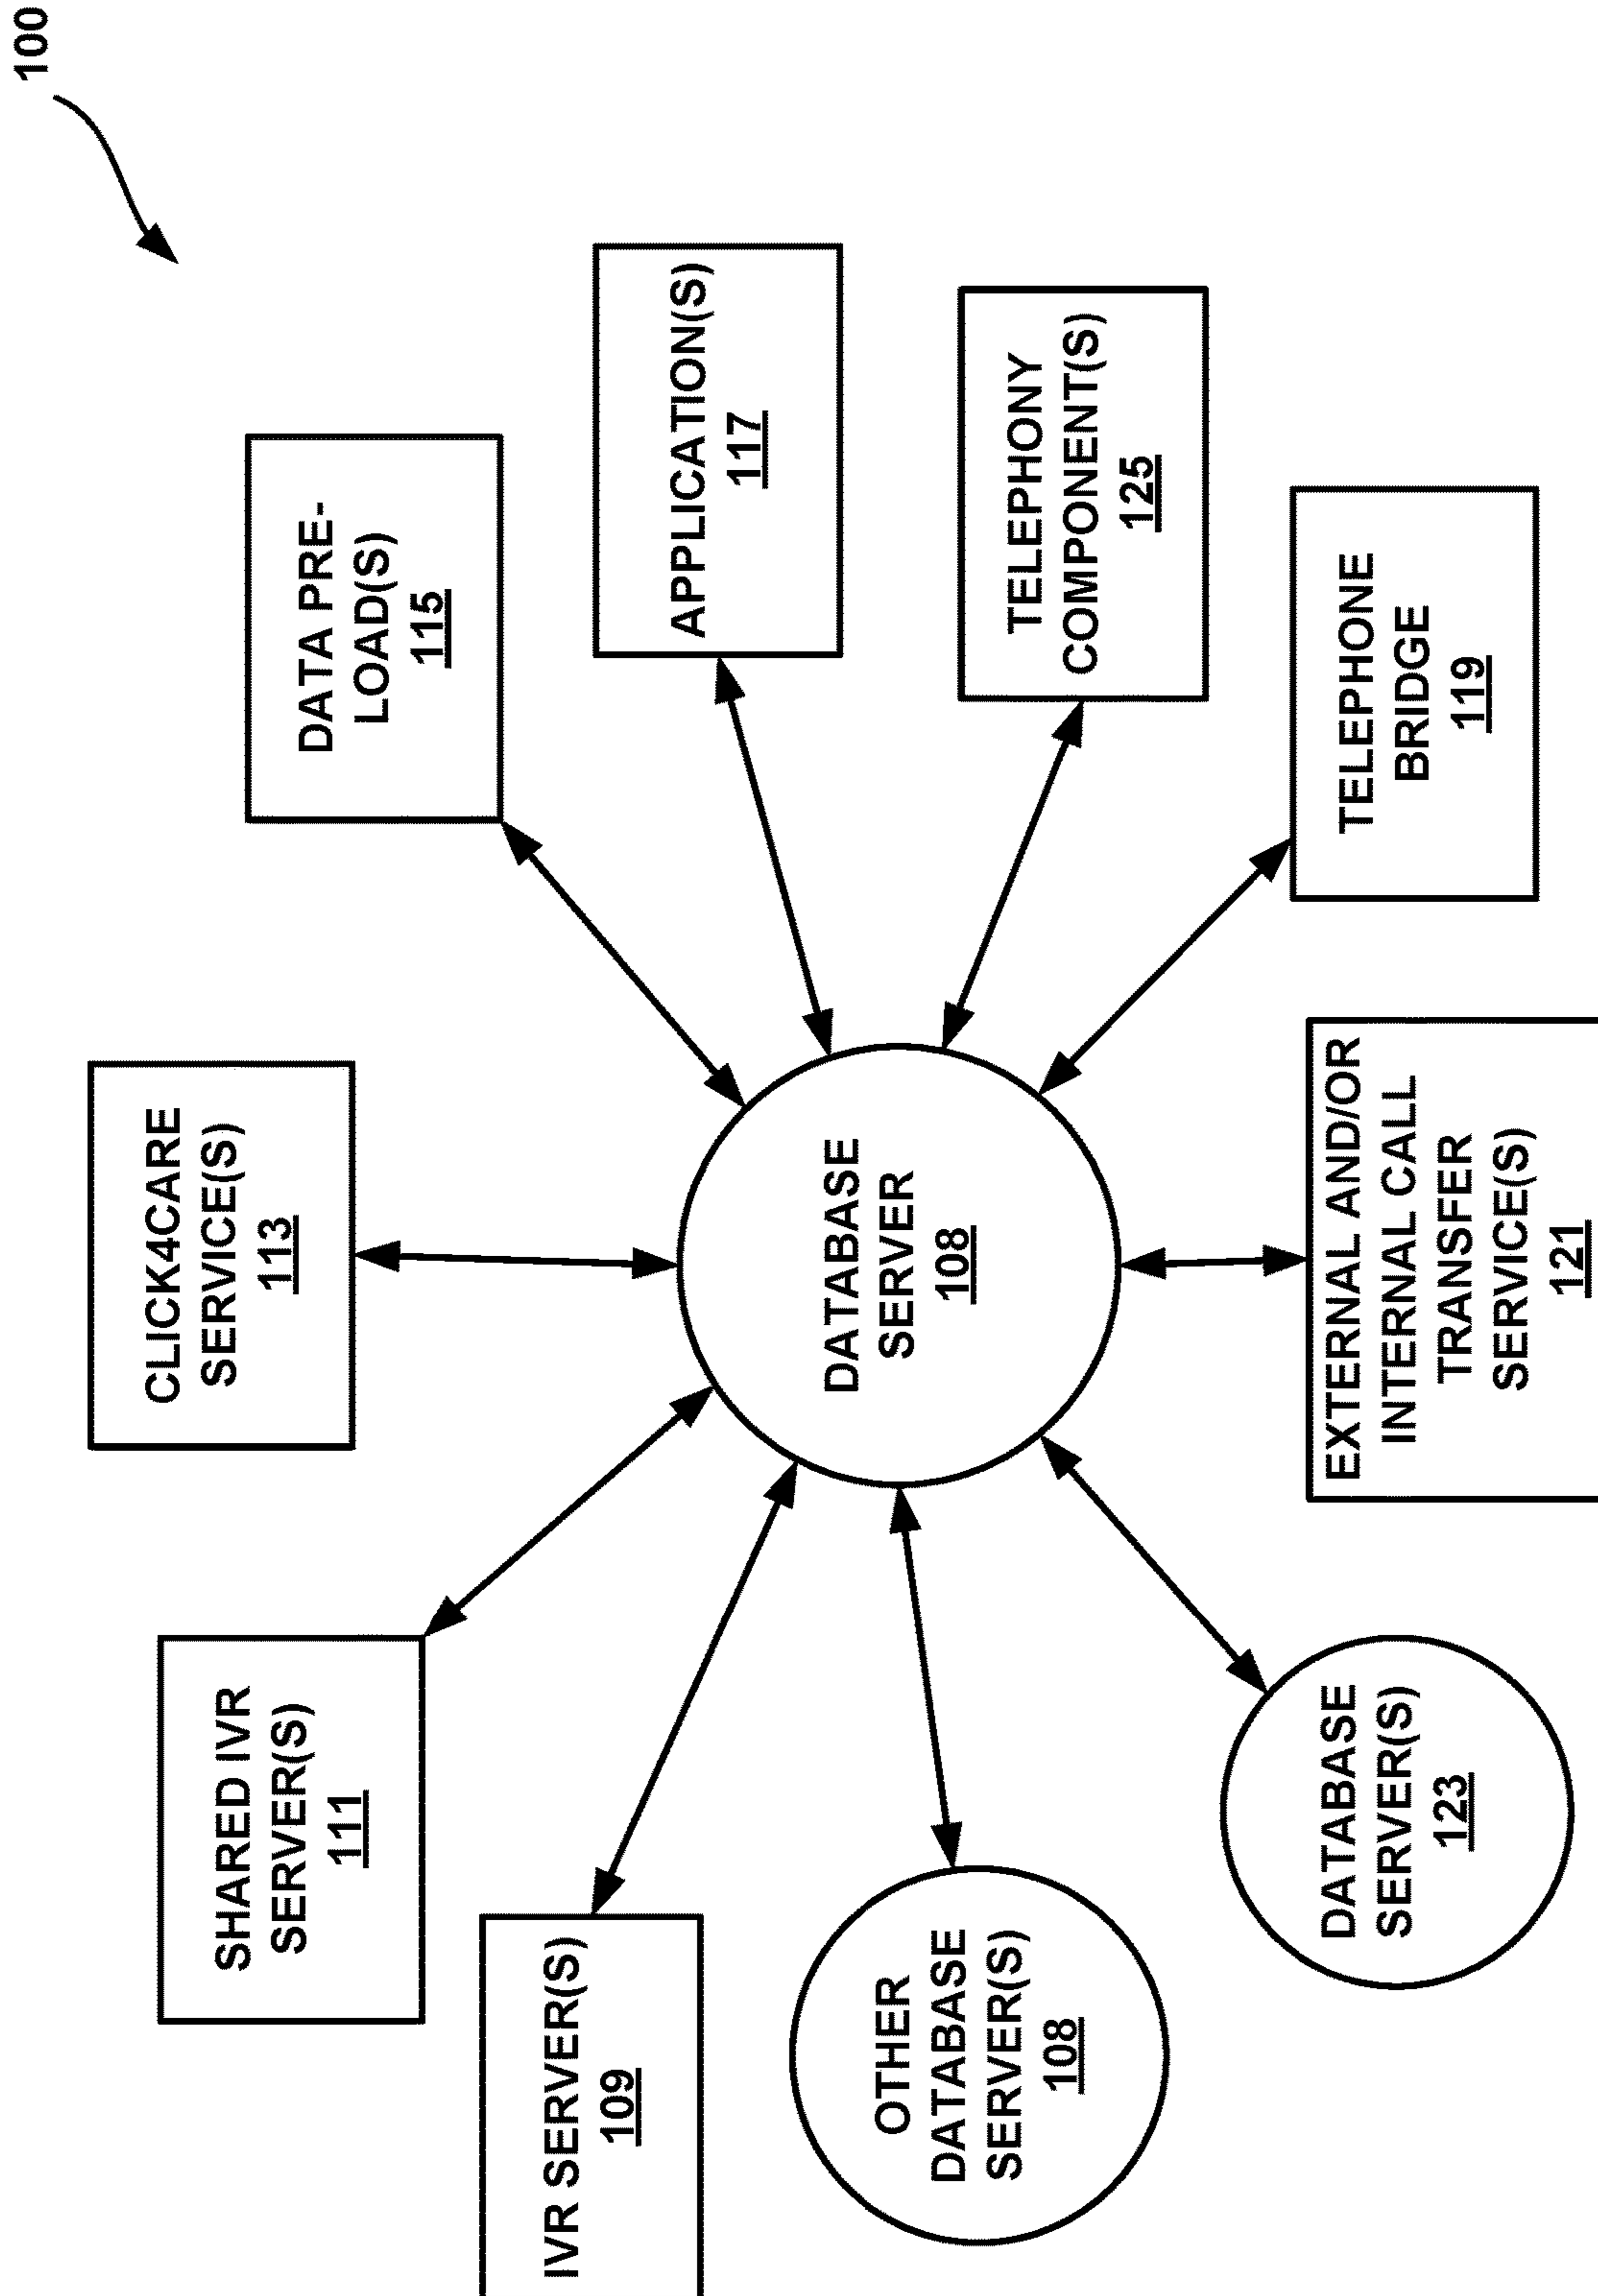 100
SHARED IVR
SERVER(S)
111
CLICK4CARE
SERVICE(S)
113
DATA PRE-
LOAD(S)
115
IVR SERVER(S)
109
APPLICATION(S)
117
OTHER
DATABASE
SERVER(S)
108
DATABASE
SERVER
108
TELEPHONY
COMPONENT(S)
125
DATABASE
SERVER(S)
123
EXTERNAL AND/OR
INTERNAL CALL
TRANSFER
SERVICE(S)
121
TELEPHONE
BRIDGE
119